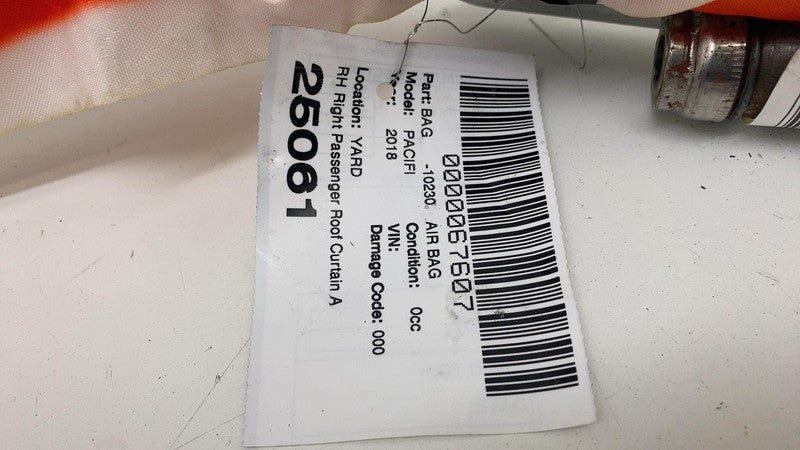 0000067607
Part: BAG -10230 AIR BAG
Model: PACIFI Condition: 0cc
Year: 2018 VIN:
Damage Code: 000
Location: YARD
RH Right Passenger Roof Curtain A
25061